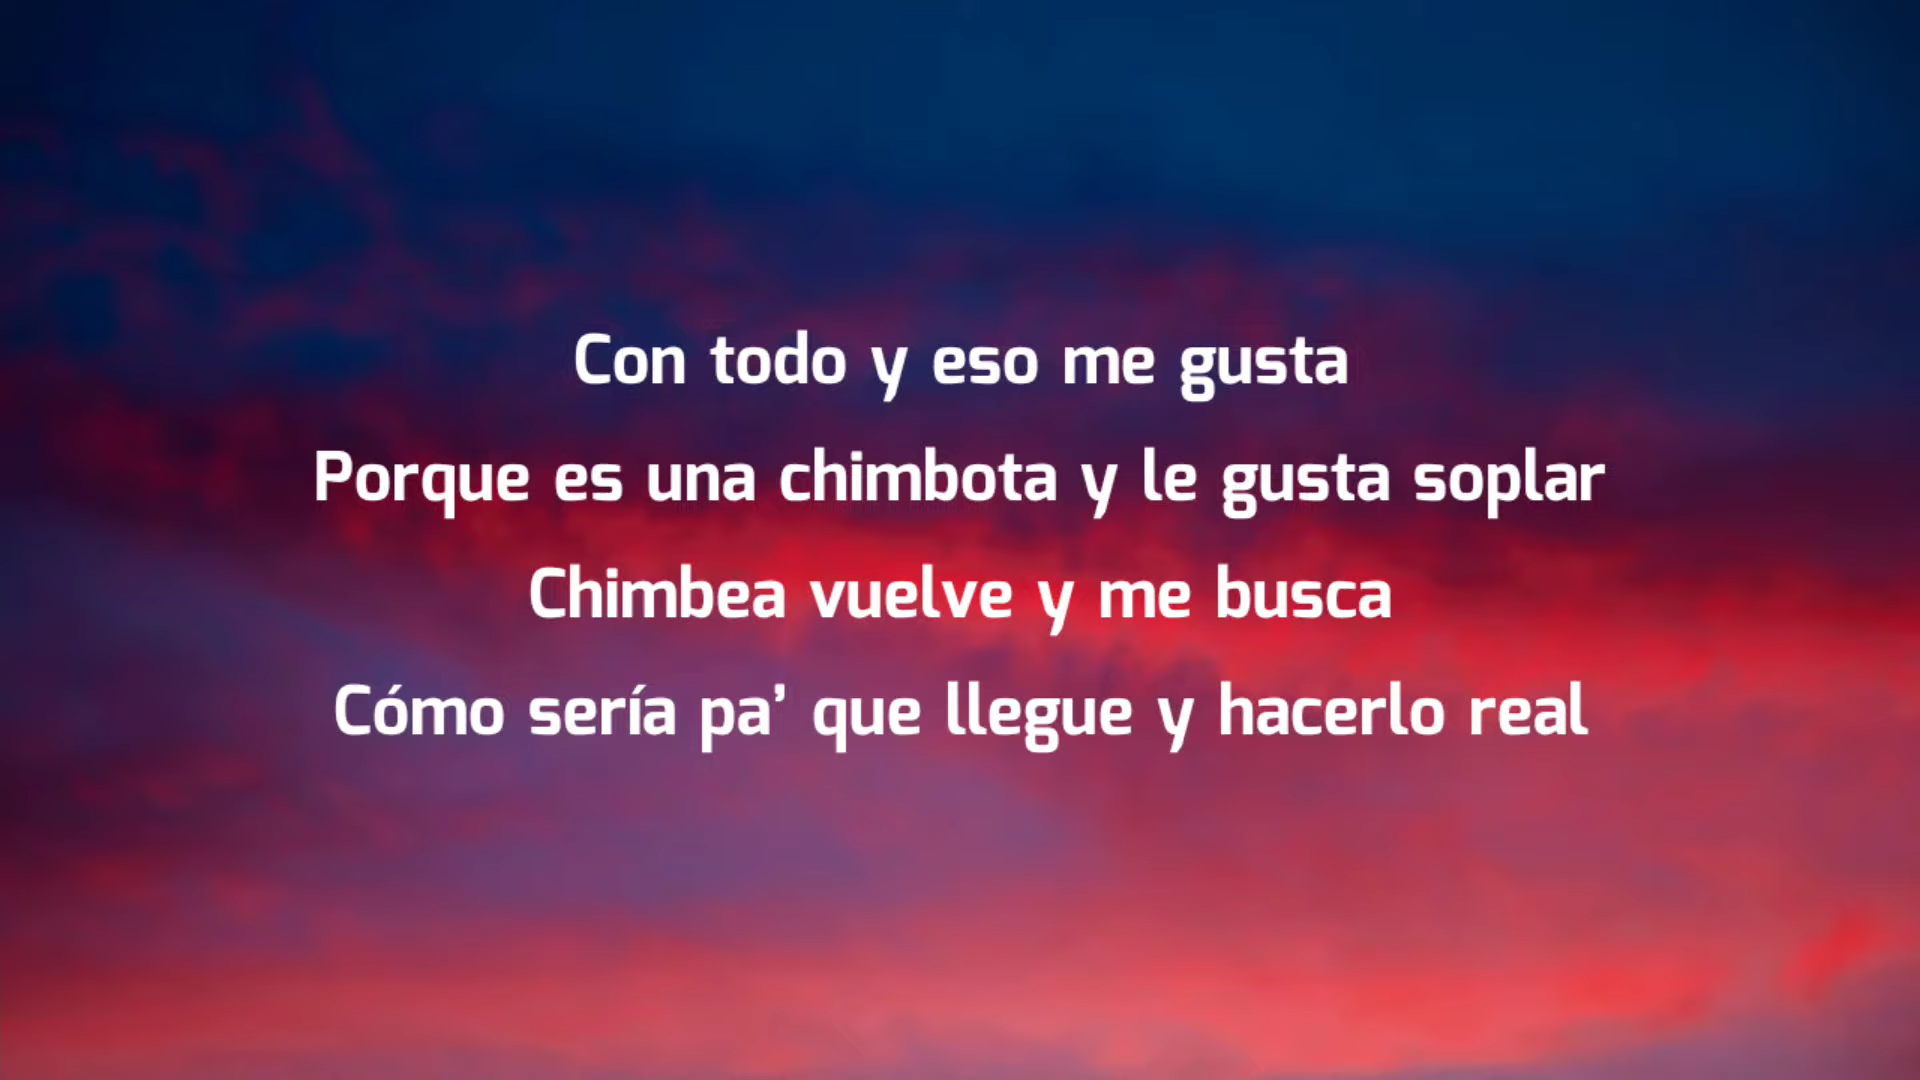 Con todo y eso me gusta
Porque es una chimbota y le gusta soplar
Chimbea vuelve y me busca
Cómo sería pa’ que llegue y hacerlo real